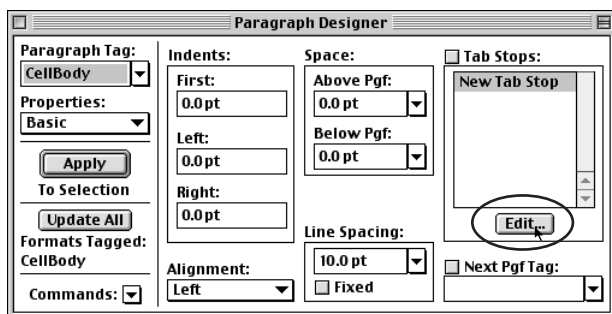 Paragraph Designer
Paragraph Tag:
CellBody
Properties:
Basic
Apply
To Selection
Update All
Formats Tagged:
CellBody
Commands:
Indents:
First:
0.0 pt
Left:
0.0 pt
Right:
0.0 pt
Alignment:
Left
Space:
Above Pgf:
0.0 pt
Below Pgf:
0.0 pt
Line Spacing:
10.0 pt
Fixed
Tab Stops:
New Tab Stop
Edit...
Next Pgf Tag: